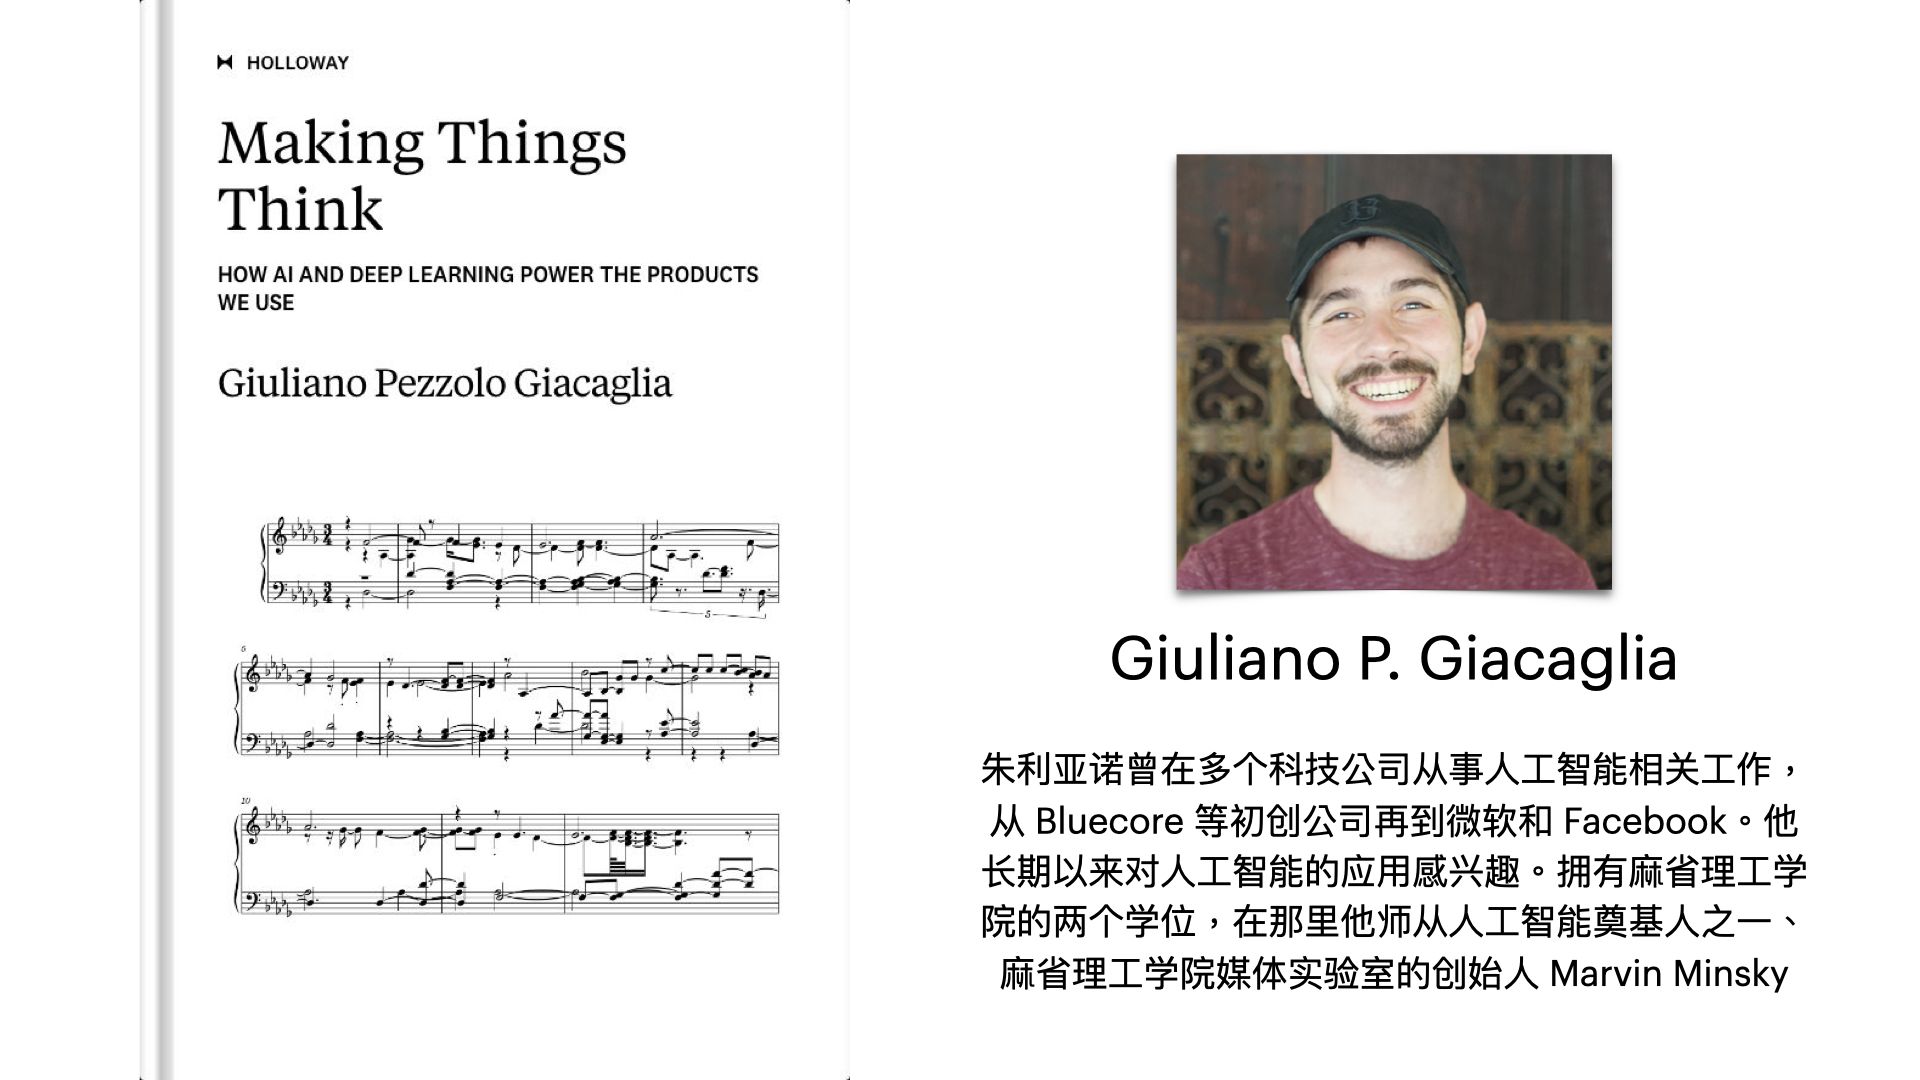 HOLLOWAY
Making Things
Think
HOW AI AND DEEP LEARNING POWER THE PRODUCTS
WE USE
Giuliano Pezzolo Giacaglia
5
5
10
Giuliano P. Giacaglia
朱利亚诺曾在多个科技公司从事人工智能相关工作，
从 Bluecore 等初创公司再到微软和 Facebook。他
长期以来对人工智能的应用感兴趣。拥有麻省理工学
院的两个学位，在那里他师从人工智能奠基人之一、
麻省理工学院媒体实验室的创始人 Marvin Minsky